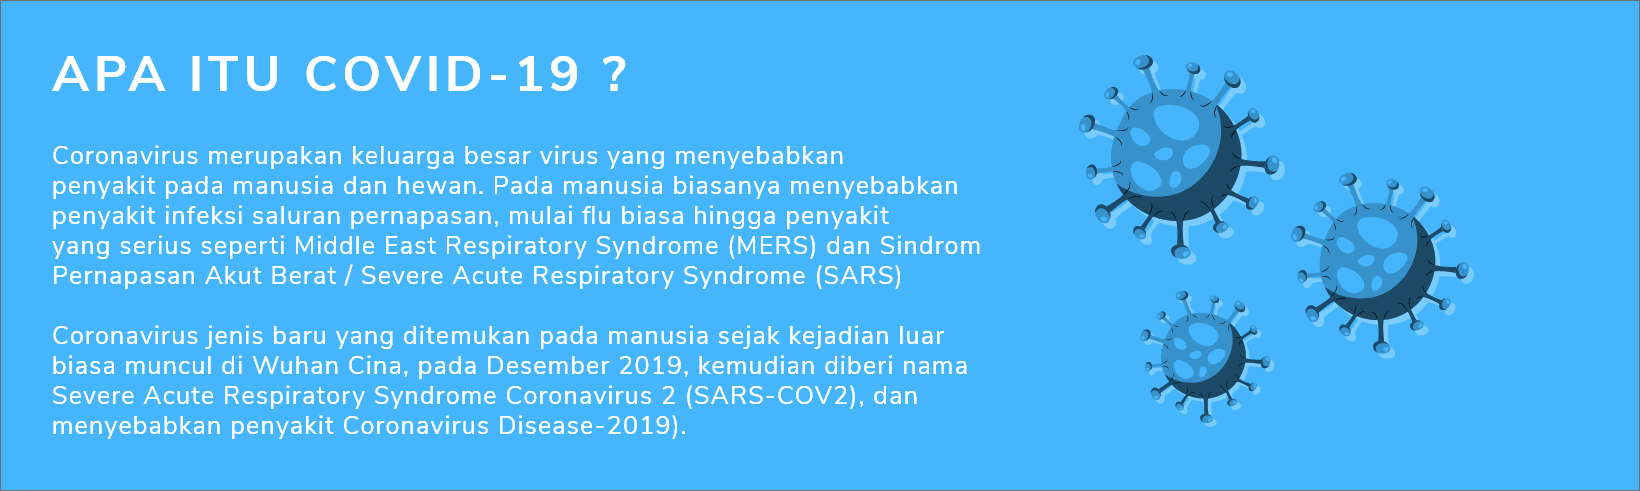 APA ITU COVID-19 ?
Coronavirus merupakan keluarga besar virus yang menyebabkan
penyakit pada manusia dan hewan. Pada manusia biasanya menyebabkan
penyakit infeksi saluran pernapasan, mulai flu biasa hingga penyakit
yang serius seperti Middle East Respiratory Syndrome (MERS) dan Sindrom
Pernapasan Akut Berat / Severe Acute Respiratory Syndrome (SARS)
Coronavirus jenis baru yang ditemukan pada manusia sejak kejadian luar
biasa muncul di Wuhan Cina, pada Desember 2019, kemudian diberi nama
Severe Acute Respiratory Syndrome Coronavirus 2 (SARS-COV2), dan
menyebabkan penyakit Coronavirus Disease-2019).